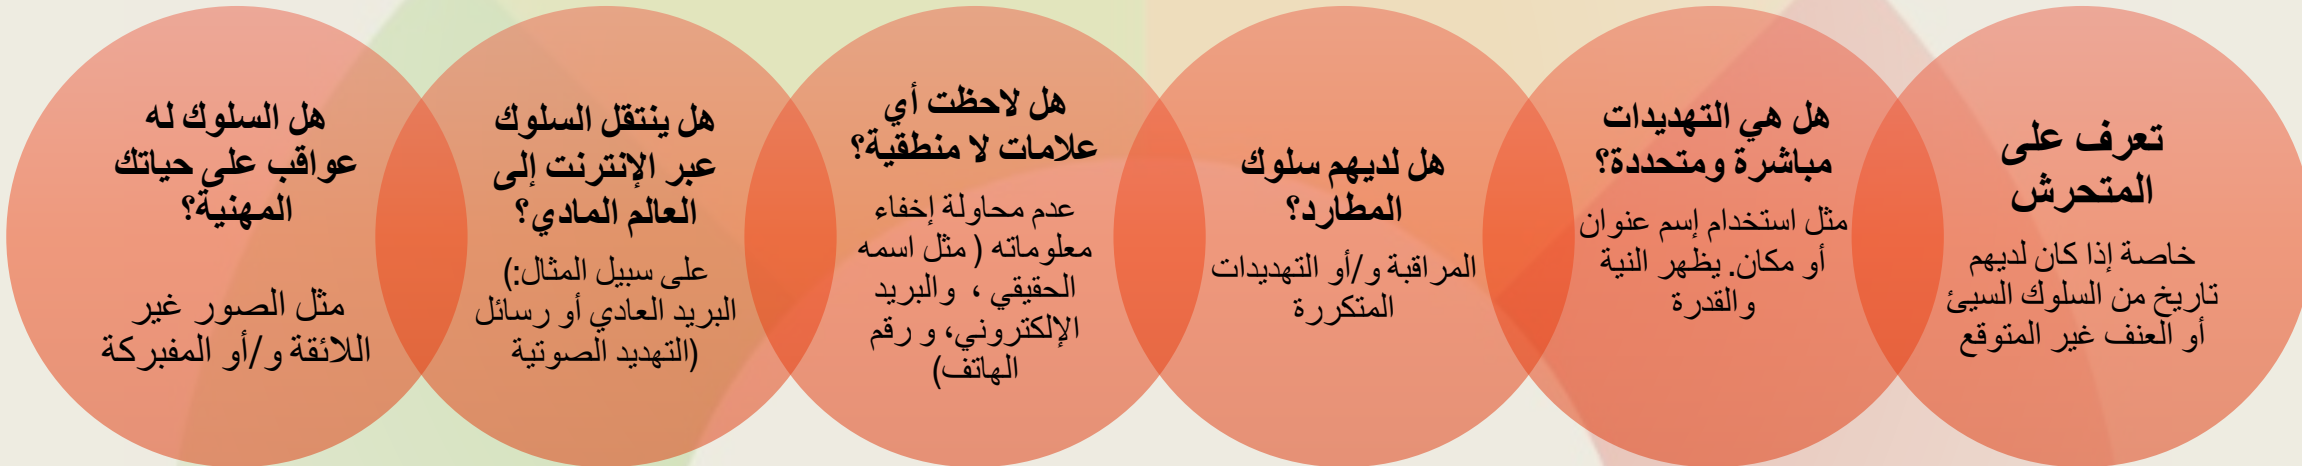 تعرف على
المتحرش
خاصة إذا كان لديهم
تاريخ من السلوك السيئ
أو العنف غير المتوقع
هل هي التهديدات
مباشرة ومتحددة؟
مثل استخدام إسم عنوان
أو مكان. يظهر النية
والقدرة
هل لديهم سلوك
المطارد؟
المراقبة و/أو التهديدات
المتكررة
هل لاحظت أي
علامات لا منطقية؟
عدم محاولة إخفاء
معلوماته ( مثل اسمه
الحقيقي ، والبريد
الإلكتروني، و رقم
الهاتف)
هل ينتقل السلوك
عبر الإنترنت إلى
العالم المادي؟
على سبيل المثال:)
البريد العادي أو رسائل
(التهديد الصوتية
هل السلوك له
عواقب على حياتك
المهنية؟
مثل الصور غير
اللائقة و/أو المفبركة